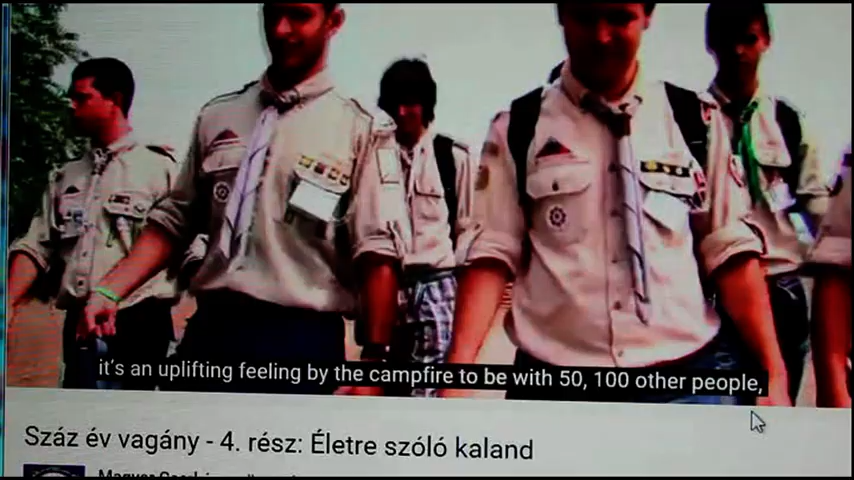 it's an uplifting feeling by the campfire to be with 50, 100 other people,
Száz év vagány - 4. rész: Életre szóló kaland